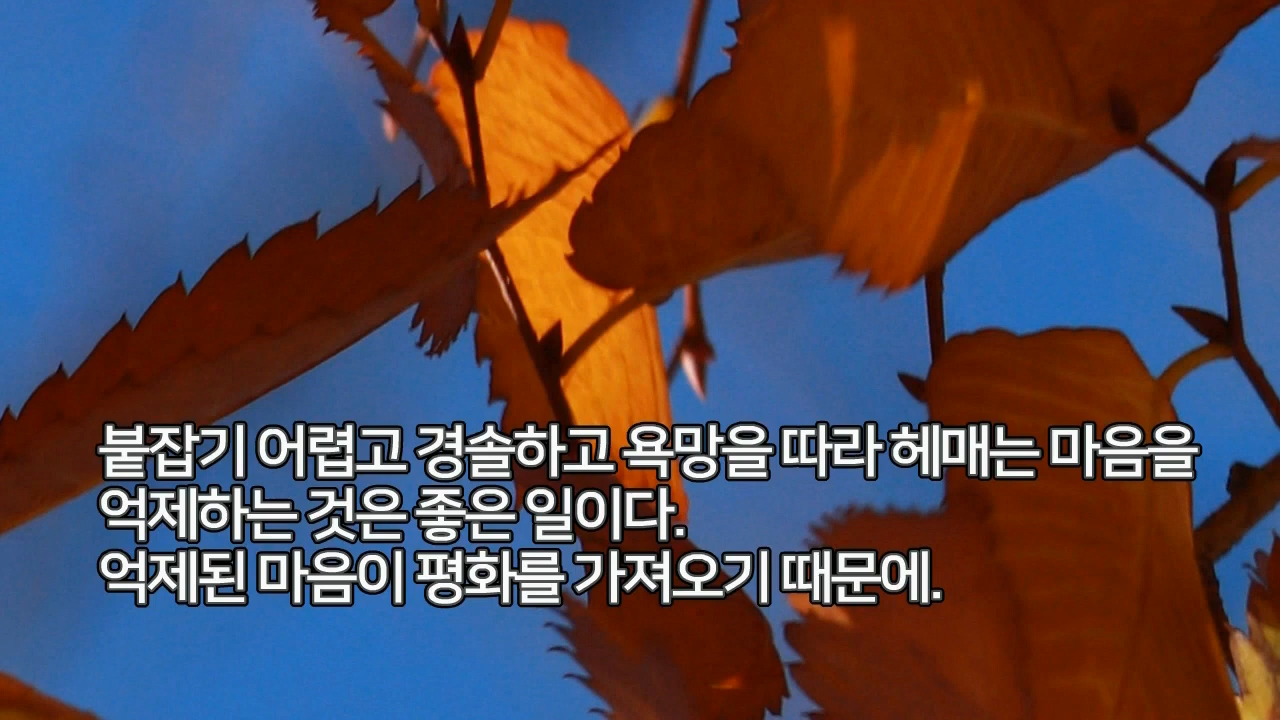 붙잡기 어렵고 경솔하고 욕망을 따라 헤매는 마음을
억제하는 것은 좋은 일이다.
억제된 마음이 평화를 가져오기 때문에.